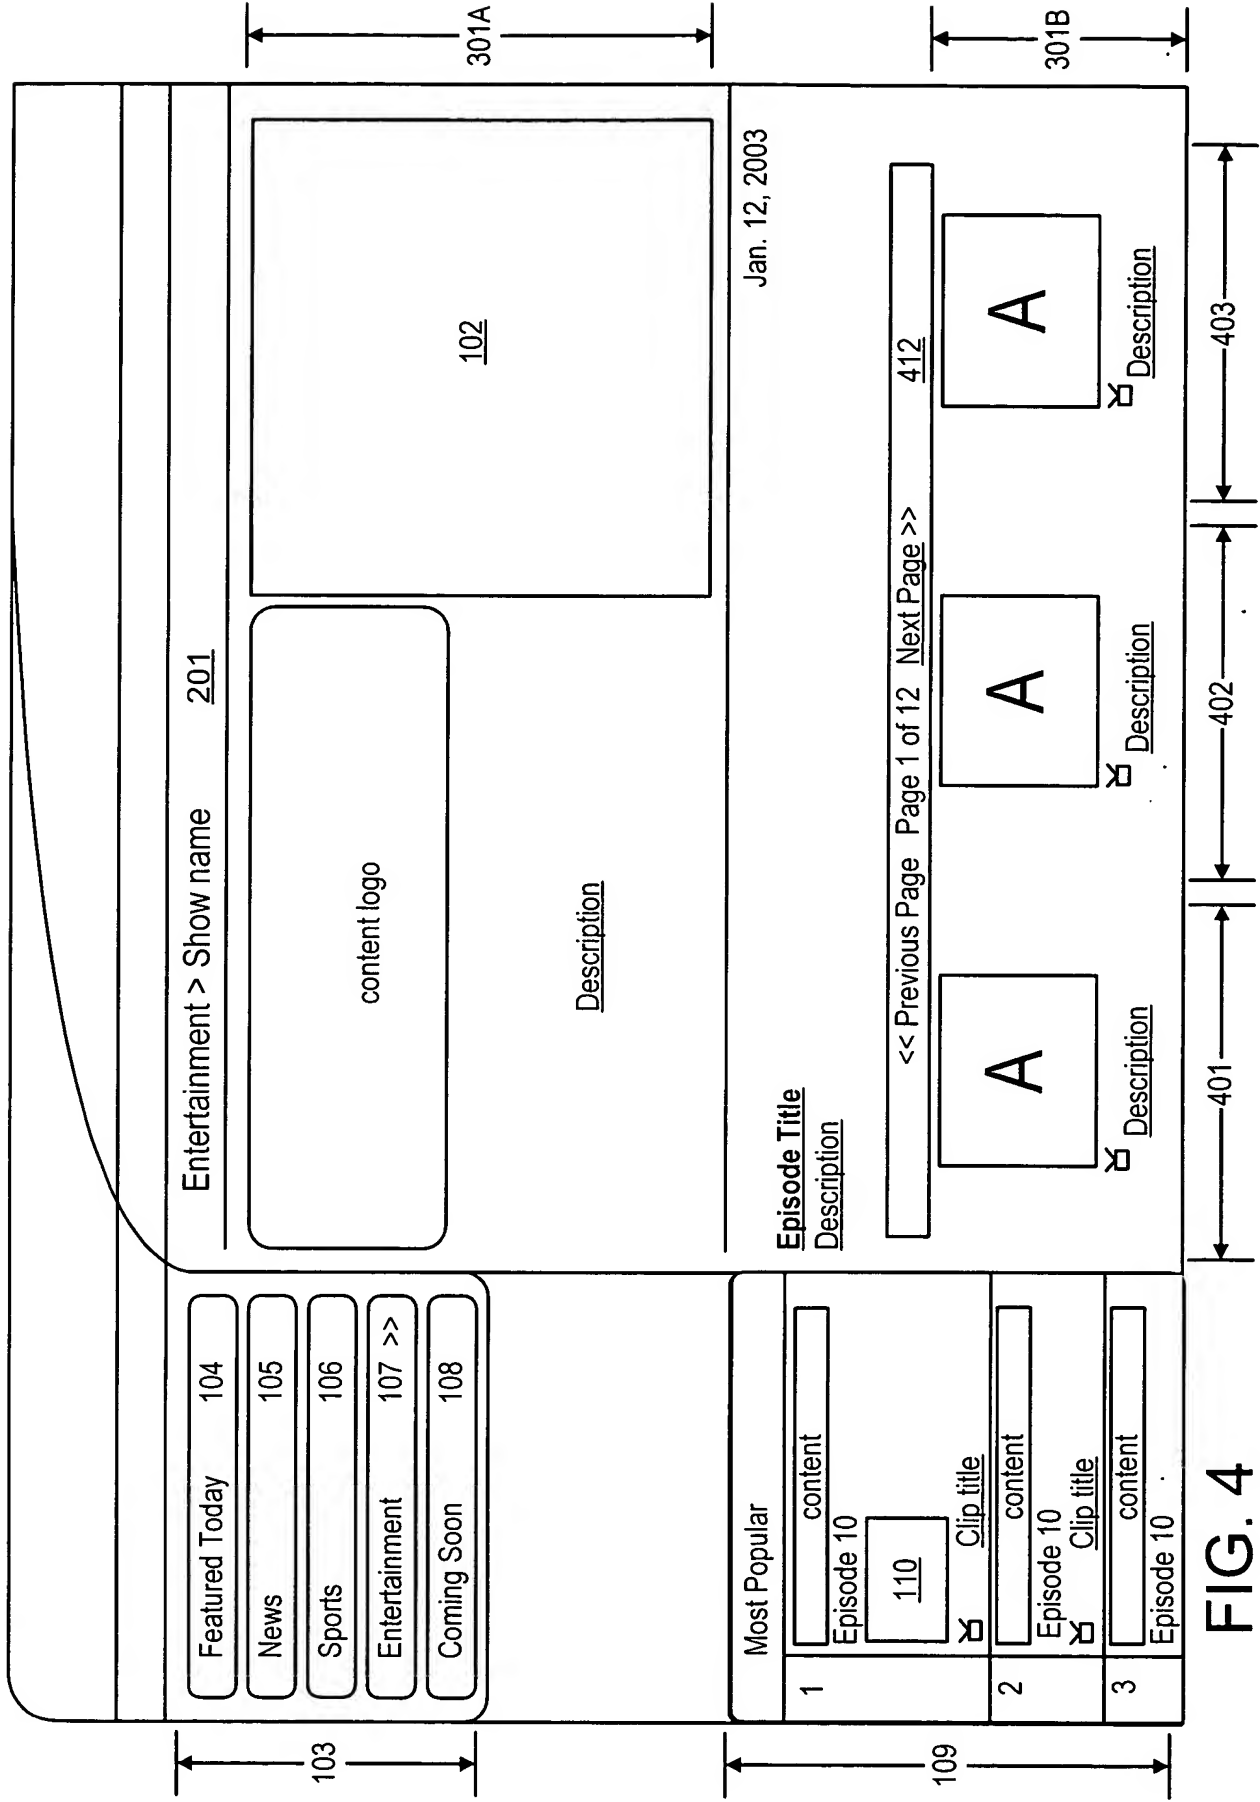 Entertainment > Show name 201
301A
Featured Today 104
News 105
Sports 106
Entertainment 107 >>
Coming Soon 108
103
content logo
Description
102
Jan. 12, 2003
Episode Title
Description
<< Previous Page Page 1 of 12 Next Page >> 412
A
A
A
Description
Description
Description
301B
Most Popular
1
content
Episode 10
110
Clip title
2
content
Episode 10
Clip title
3
content
Episode 10
109
401
402
403
FIG. 4